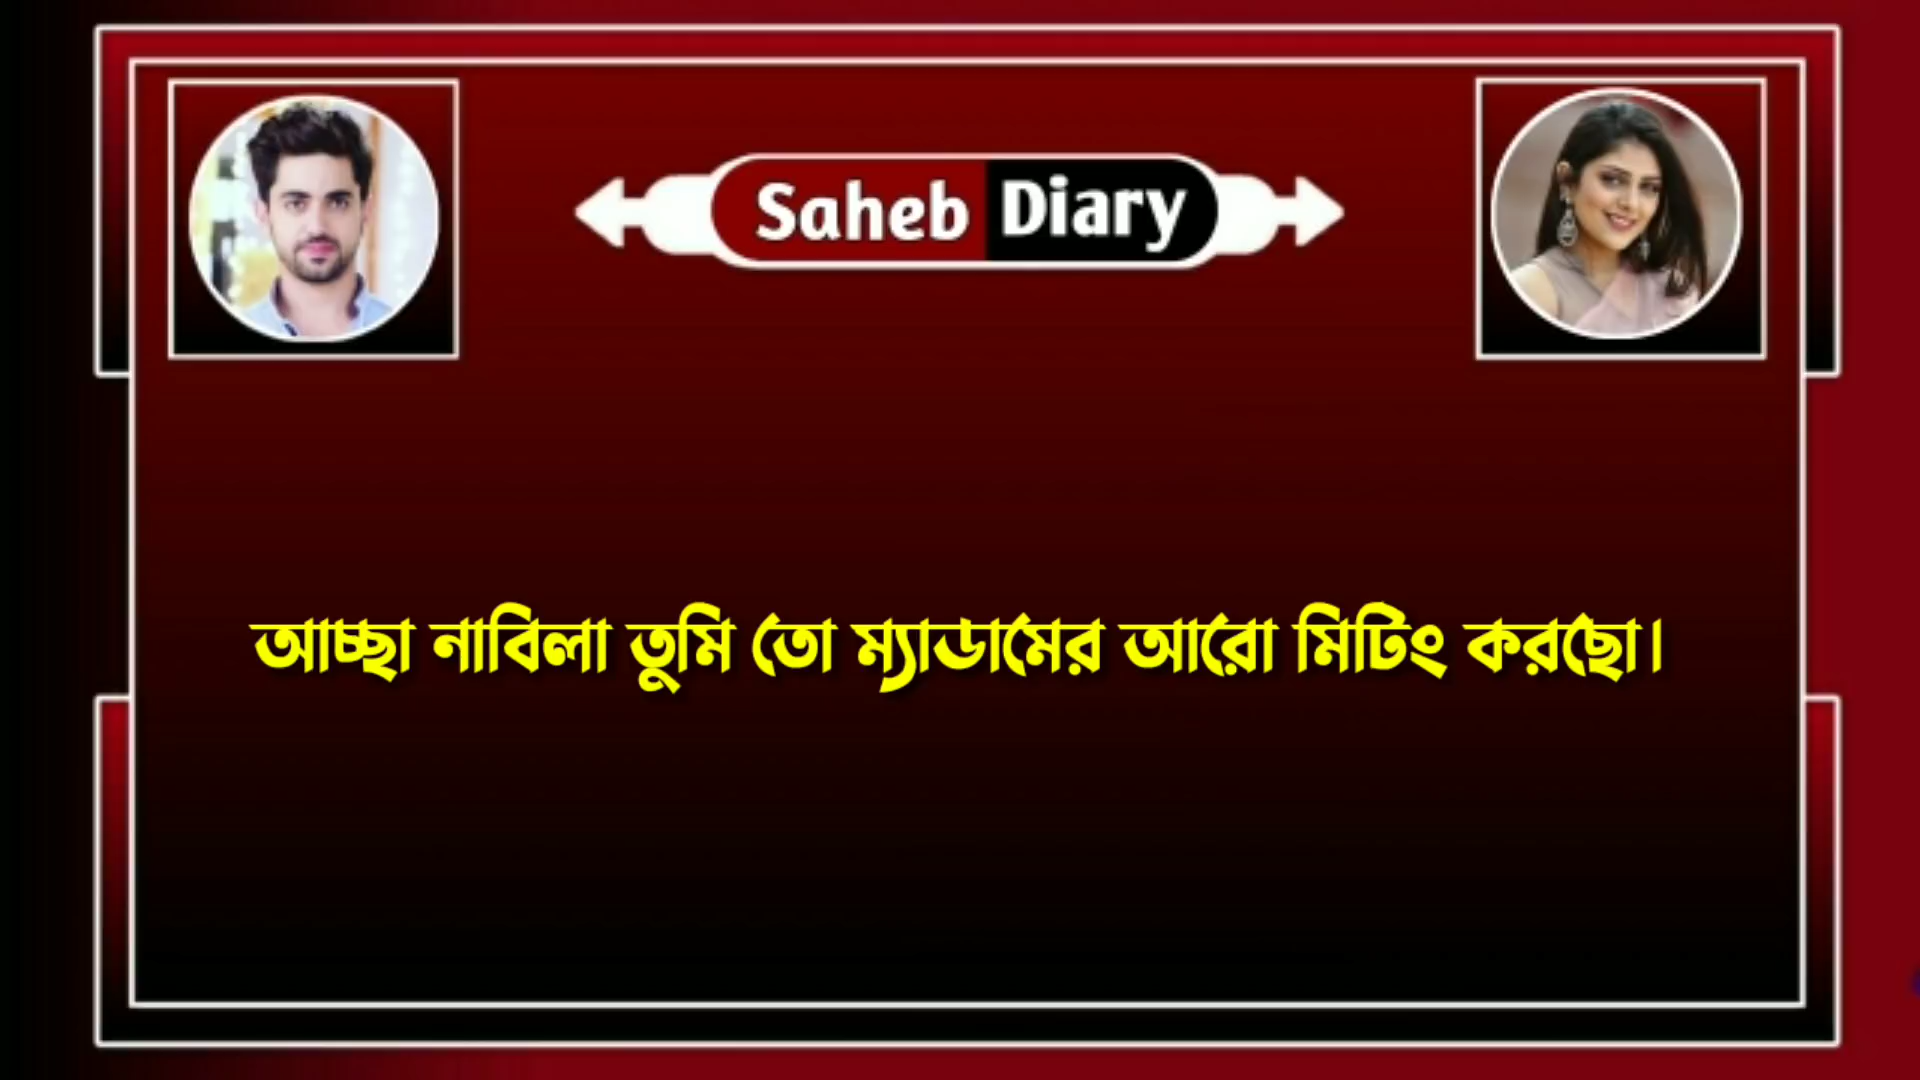 Saheb Diary
আচ্ছা নাবিলা তুমি তো ম্যাডামের আরো মিটিং করছো।